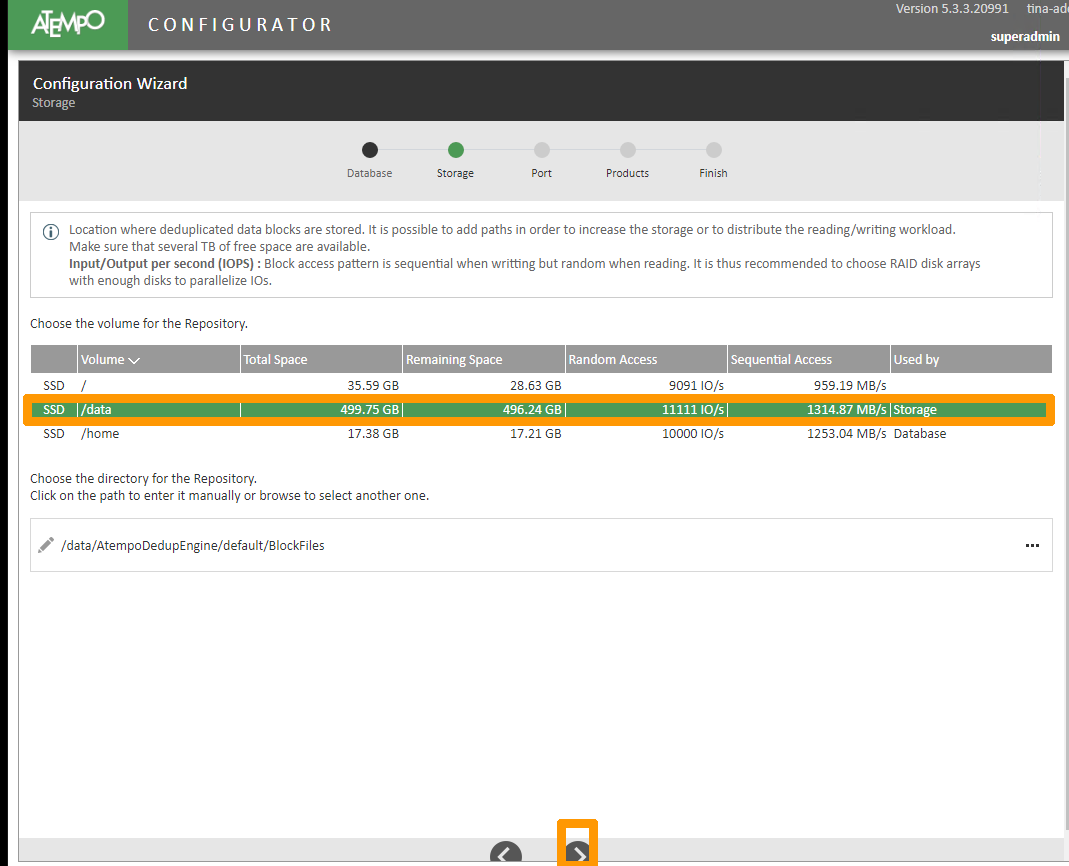 ATEMPO CONFIGURATOR Version 5.3.3.20991 tina-ade
superadmin
Configuration Wizard
Storage
Database Storage Port Products Finish
Location where deduplicated data blocks are stored. It is possible to add paths in order to increase the storage or to distribute the reading/writing workload.
Make sure that several TB of free space are available.
Input/Output per second (IOPS) : Block access pattern is sequential when writting but random when reading. It is thus recommended to choose RAID disk arrays
with enough disks to parallelize IOs.
Choose the volume for the Repository.
Volume Total Space Remaining Space Random Access Sequential Access Used by
SSD / 35.59 GB 28.63 GB 9091 IO/s 959.19 MB/s
SSD /data 499.75 GB 496.24 GB 11111 IO/s 1314.87 MB/s Storage
SSD /home 17.38 GB 17.21 GB 10000 IO/s 1253.04 MB/s Database
Choose the directory for the Repository.
Click on the path to enter it manually or browse to select another one.
/data/AtempoDedupEngine/default/BlockFiles